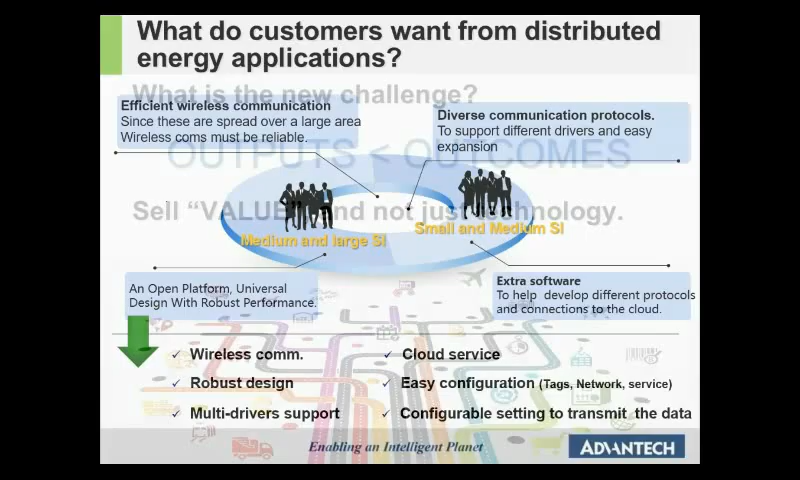 What do customers want from distributed
energy applications?
What is the new challenge?
Efficient wireless communication
Since these are spread over a large area
Wireless coms must be reliable.
Diverse communication protocols.
To support different drivers and easy
expansion
OUTPUTS < OUTCOMES
Sell “VALUE” and not just technology.
Medium and large SI
Small and Medium SI
An Open Platform, Universal
Design With Robust Performance.
Extra software
To help develop different protocols
and connections to the cloud.
✓ Wireless comm.
✓ Cloud service
✓ Robust design
✓ Easy configuration (Tags, Network, service)
✓ Multi-drivers support
✓ Configurable setting to transmit the data
Enabling an Intelligent Planet
ADVANTECH